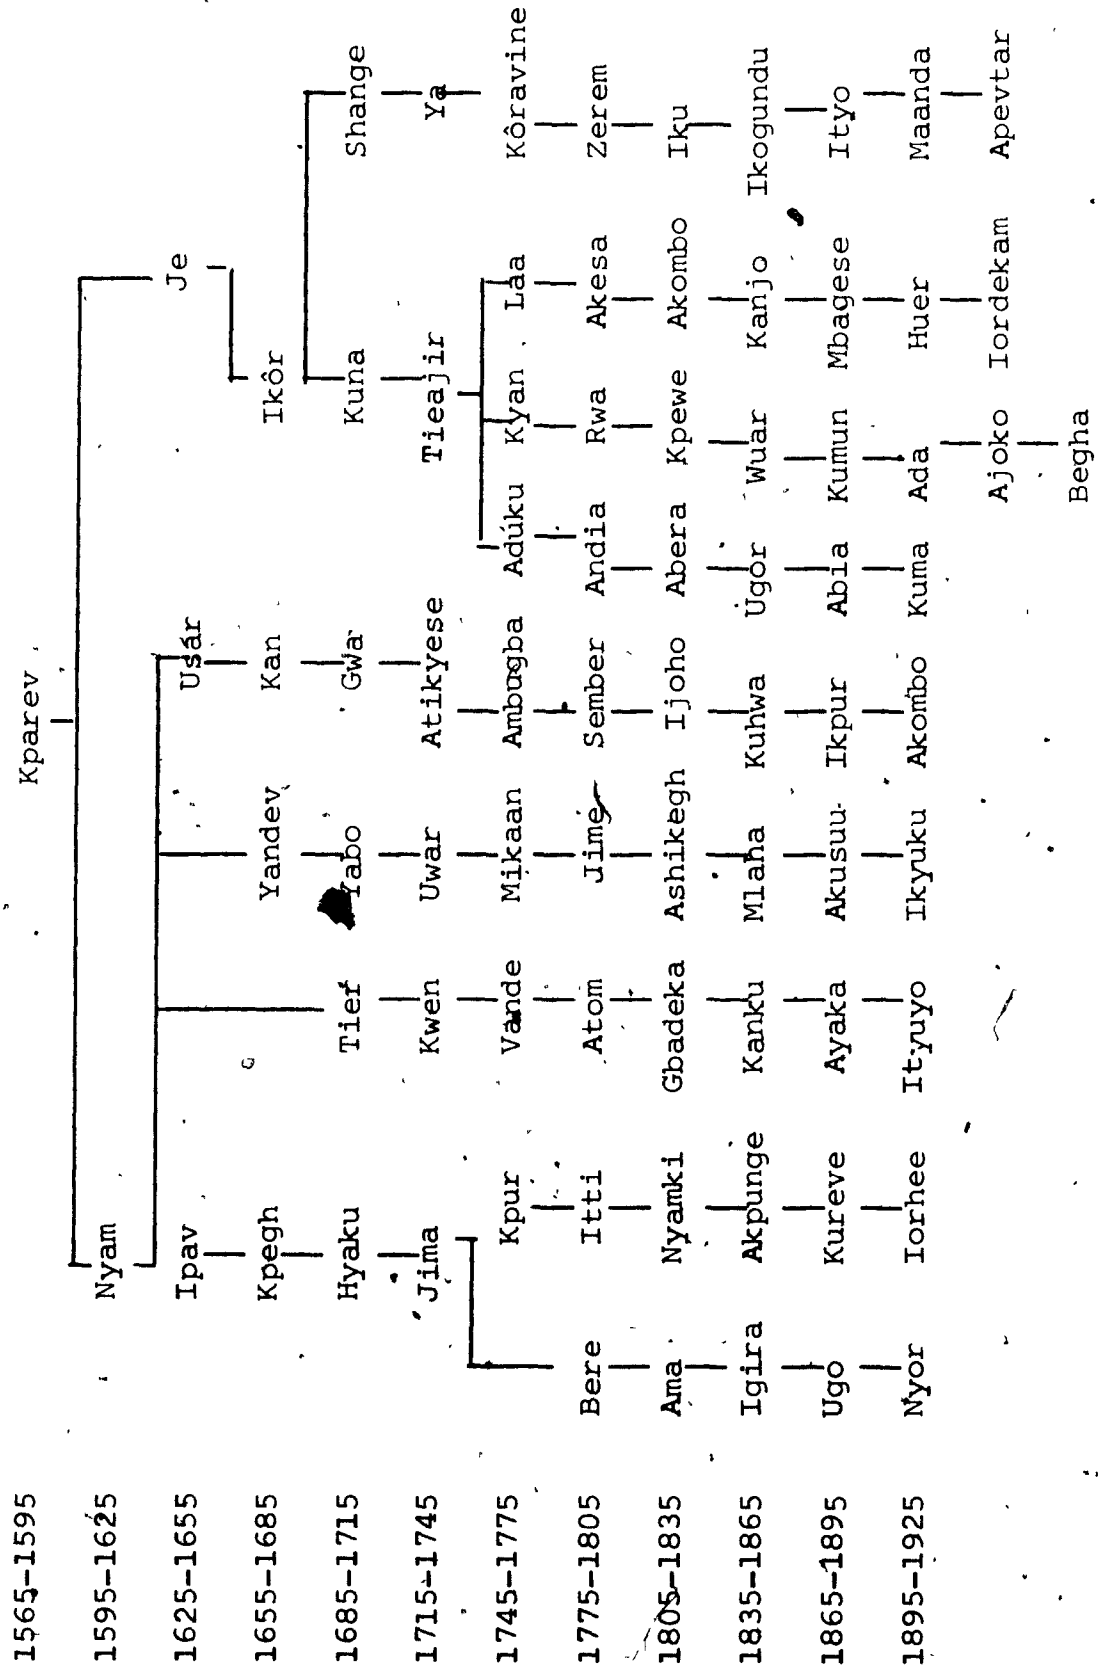 1565-1595 Kparev
1595-1625 Nyam
1625-1655 Ipav Usár Je
1655-1685 Kpegh Yandev Kan Ikôr
1685-1715 Hyaku Tier Yabo Gwa Kuna Shange
1715-1745 Jima Kwen Uwar Atikyese Tieajir Ya
1745-1775 Kpur Vande Mikaan Ambugba Adúku Kyan Laa Kôravine
1775-1805 Bere Itti Atom Jime Sember Andia Rwa Akesa Zerem
1805-1835 Ama Nyamki Gbadeka Ashikegh Ijoho Abera Kpewe Akombo Iku
1835-1865 Igira Akpunge Kanku Mlaha Kuhwa Ugor Wuar Kanjo Ikogundu
1865-1895 Ugo Kureve Ayaka Akusuu Ikpur Abia Kumun Mbagese Ityo
1895-1925 Nyor Iorhee Ityuyo Ikyuku Akombo Kuma Ada Huer Maanda
Ajoko Iordekam Apevtar
Begha